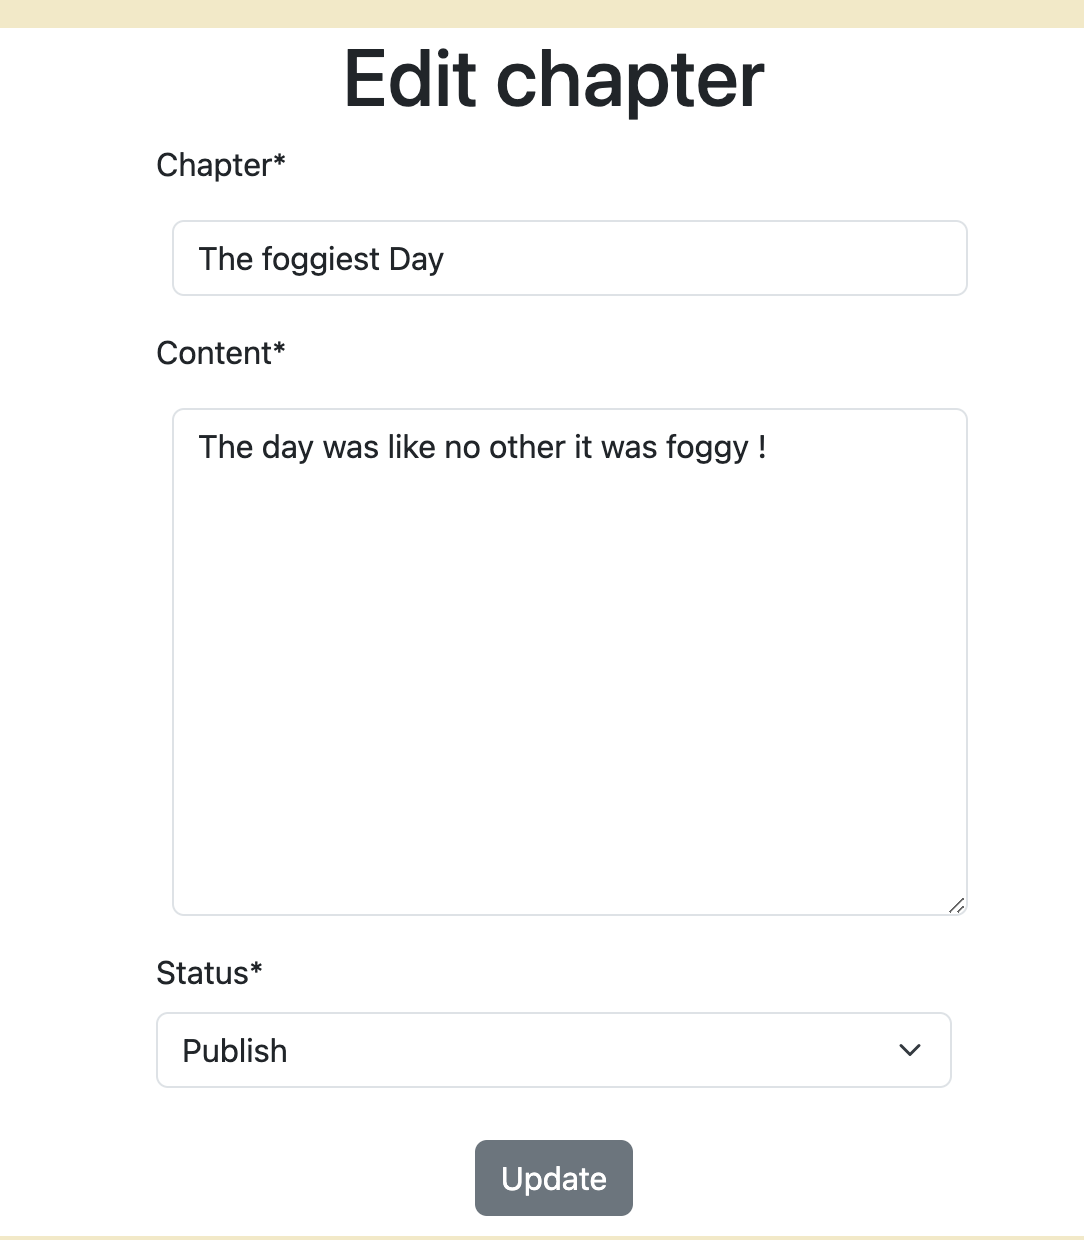 Edit chapter
Chapter*
The foggiest Day
Content*
The day was like no other it was foggy !
Status*
Publish
Update